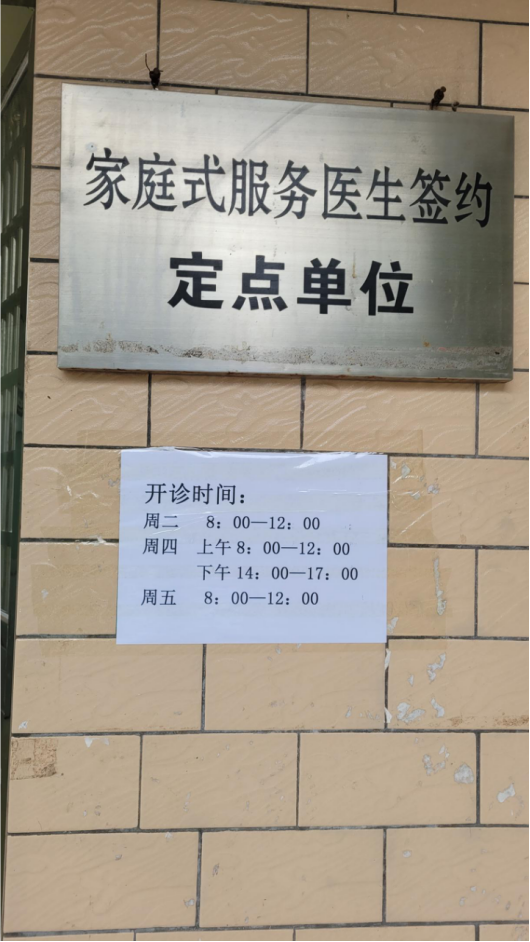 家庭式服务医生签约
定点单位
开诊时间：
周二 8：00—12：00
周四 上午8：00—12：00
下午14：00—17：00
周五 8：00—12：00